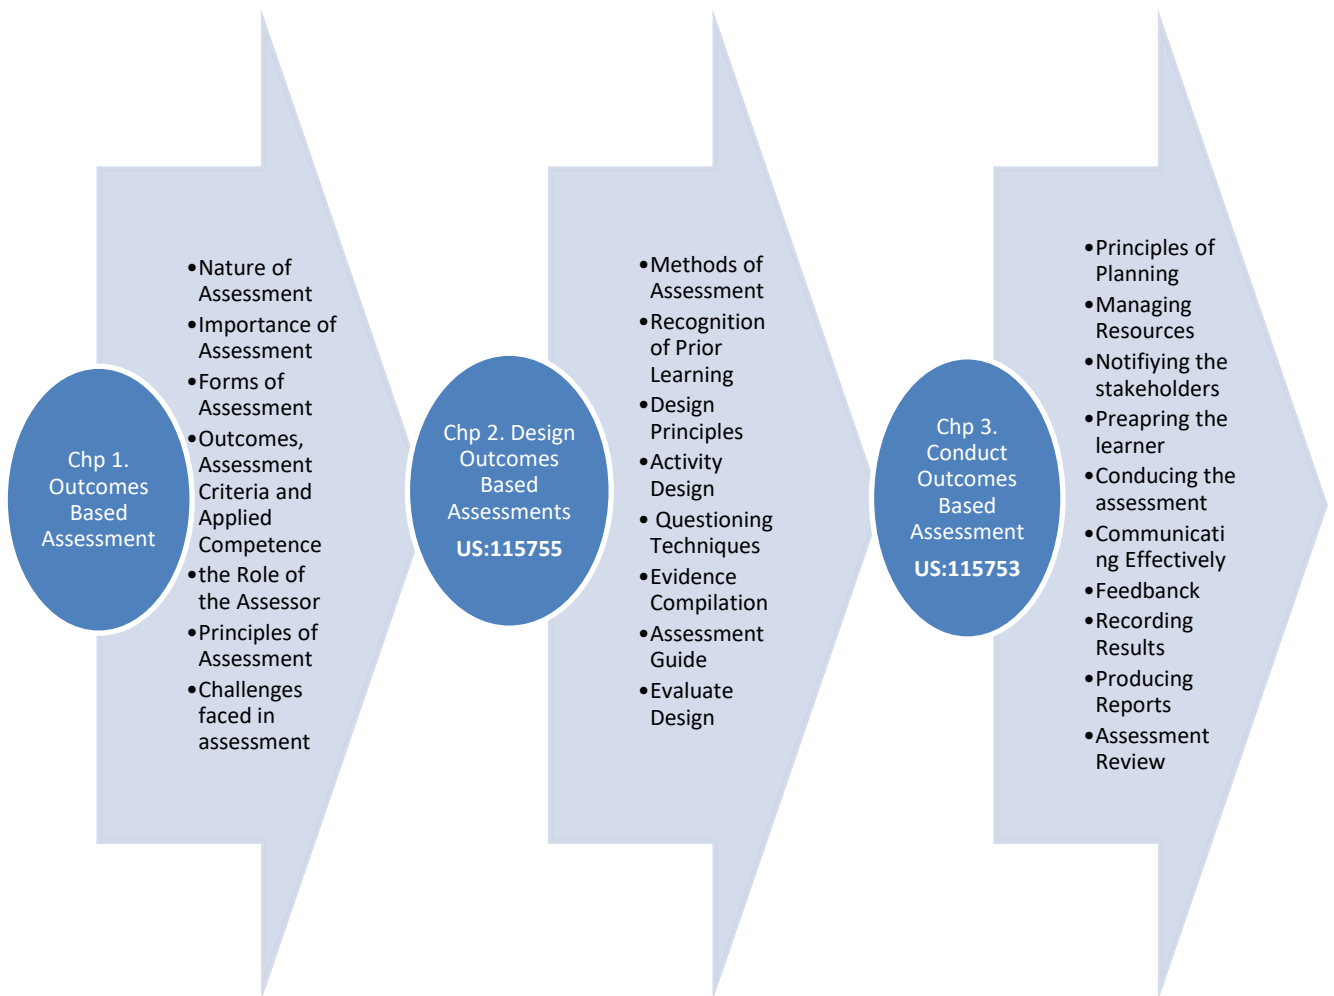 Chp 1.
Outcomes
Based
Assessment
•Nature of
Assessment
•Importance of
Assessment
•Forms of
Assessment
•Outcomes,
Assessment
Criteria and
Applied
Competence
•the Role of
the Assessor
•Principles of
Assessment
•Challenges
faced in
assessment
Chp 2. Design
Outcomes
Based
Assessments
US:115755
•Methods of
Assessment
•Recognition
of Prior
Learning
•Design
Principles
•Activity
Design
• Questioning
Techniques
•Evidence
Compilation
•Assessment
Guide
•Evaluate
Design
Chp 3.
Conduct
Outcomes
Based
Assessment
US:115753
•Principles of
Planning
•Managing
Resources
•Notifiying the
stakeholders
•Preapring the
learner
•Conducing the
assessment
•Communicati
ng Effectively
•Feedbanck
•Recording
Results
•Producing
Reports
•Assessment
Review